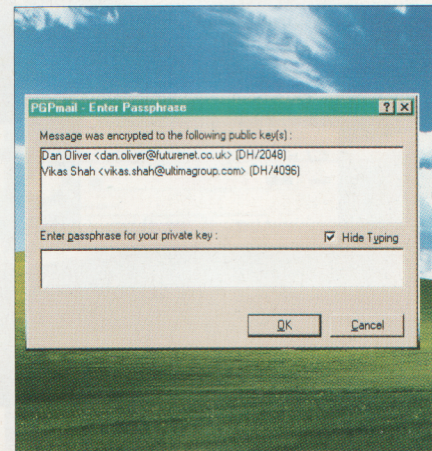 PGPmail - Enter Passphrase
Message was encrypted to the following public key(s) :
Dan Oliver <dan.oliver@futurenet.co.uk> (DH/2048)
Vikas Shah <vikas.shah@ultimagroup.com> (DH/4096)
Enter passphrase for your private key :
Hide Typing
OK
Cancel